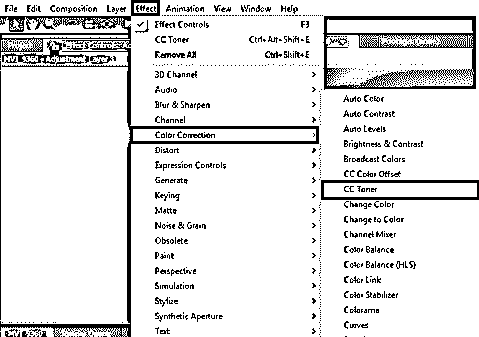 File Edit Composition Layer Effect Animation View Window Help
Effect Controls F3
CC Toner Ctrl+Alt+Shift+E
Remove All Ctrl+Shift+E
3D Channel
Audio
Blur & Sharpen
Channel
Color Correction
Distort
Expression Controls
Generate
Keying
Matte
Noise & Grain
Obsolete
Paint
Perspective
Simulation
Stylize
Synthetic Aperture
Text
Auto Color
Auto Contrast
Auto Levels
Brightness & Contrast
Broadcast Colors
CC Color Offset
CC Toner
Change Color
Change to Color
Channel Mixer
Color Balance
Color Balance (HLS)
Color Link
Color Stabilizer
Colorama
Curves